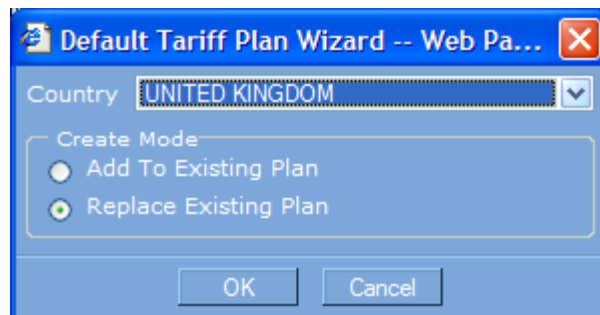 Default Tariff Plan Wizard -- Web Pa...
Country UNITED KINGDOM
Create Mode
Add To Existing Plan
Replace Existing Plan
OK Cancel